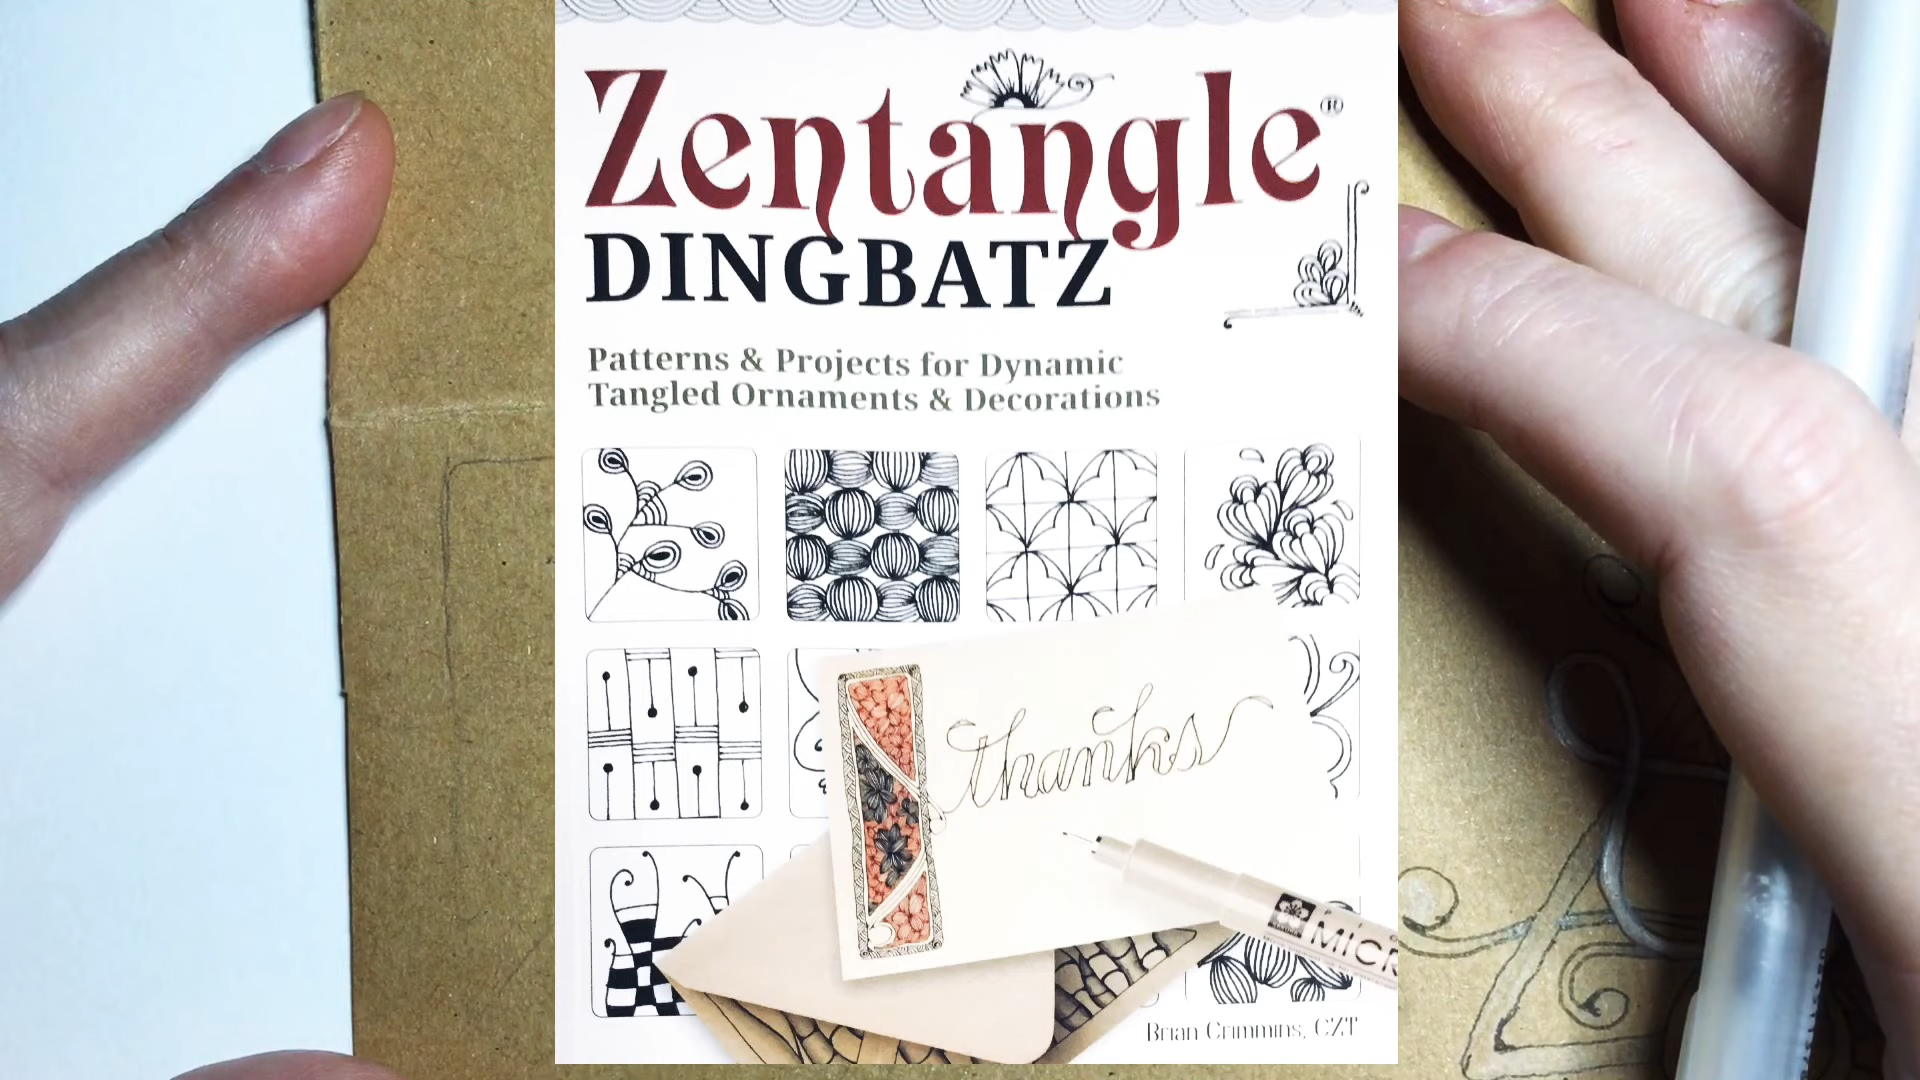 Zentangle®
DINGBATZ
Patterns & Projects for Dynamic
Tangled Ornaments & Decorations
thanks
MICR
Brian Crimmins, CZT